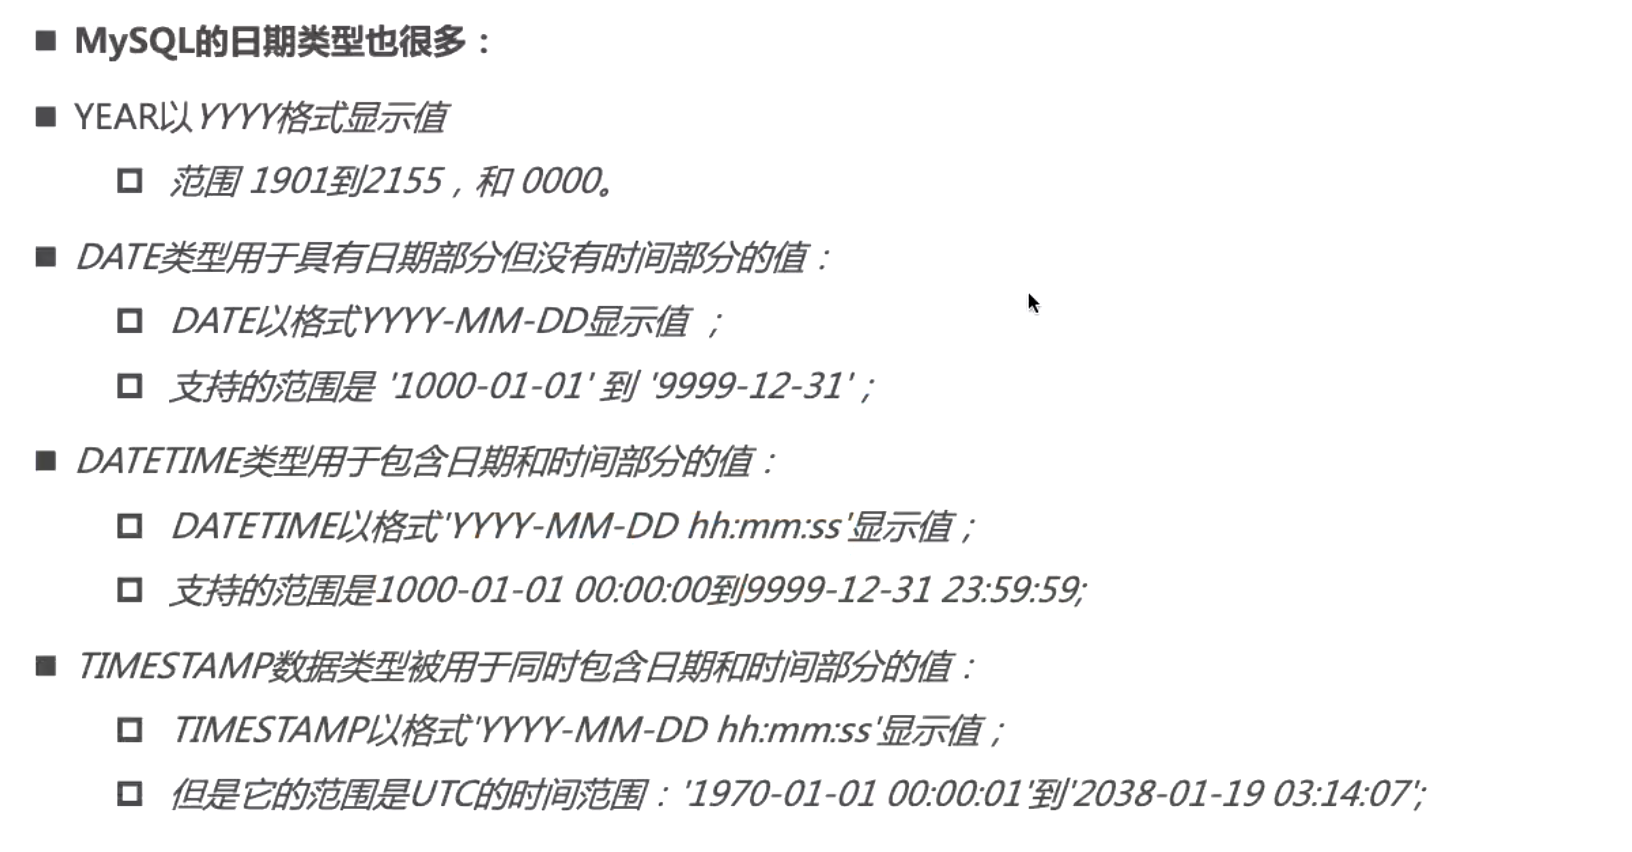 MySQL的日期类型也很多：
YEAR以YYYY格式显示值
范围 1901到2155，和 0000。
DATE类型用于具有日期部分但没有时间部分的值：
DATE以格式YYYY-MM-DD显示值 ；
支持的范围是 '1000-01-01' 到 '9999-12-31'；
DATETIME类型用于包含日期和时间部分的值：
DATETIME以格式'YYYY-MM-DD hh:mm:ss'显示值；
支持的范围是1000-01-01 00:00:00到9999-12-31 23:59:59;
TIMESTAMP数据类型被用于同时包含日期和时间部分的值：
TIMESTAMP以格式'YYYY-MM-DD hh:mm:ss'显示值；
但是它的范围是UTC的时间范围：'1970-01-01 00:00:01'到'2038-01-19 03:14:07';